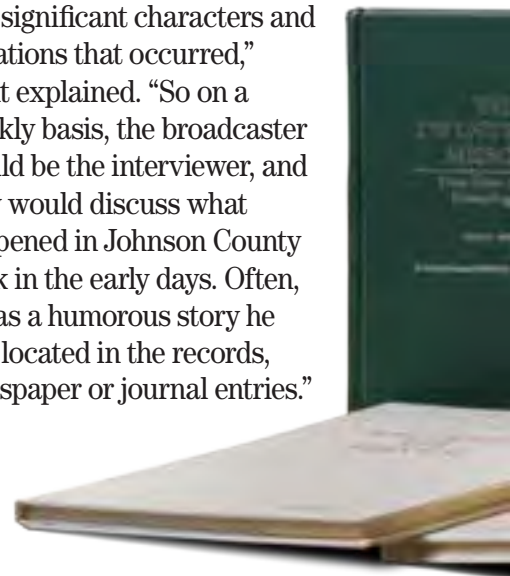 significant characters and
ations that occurred,”
t explained. “So on a
kly basis, the broadcaster
ld be the interviewer, and
would discuss what
pened in Johnson County
k in the early days. Often,
as a humorous story he
located in the records,
spaper or journal entries.”